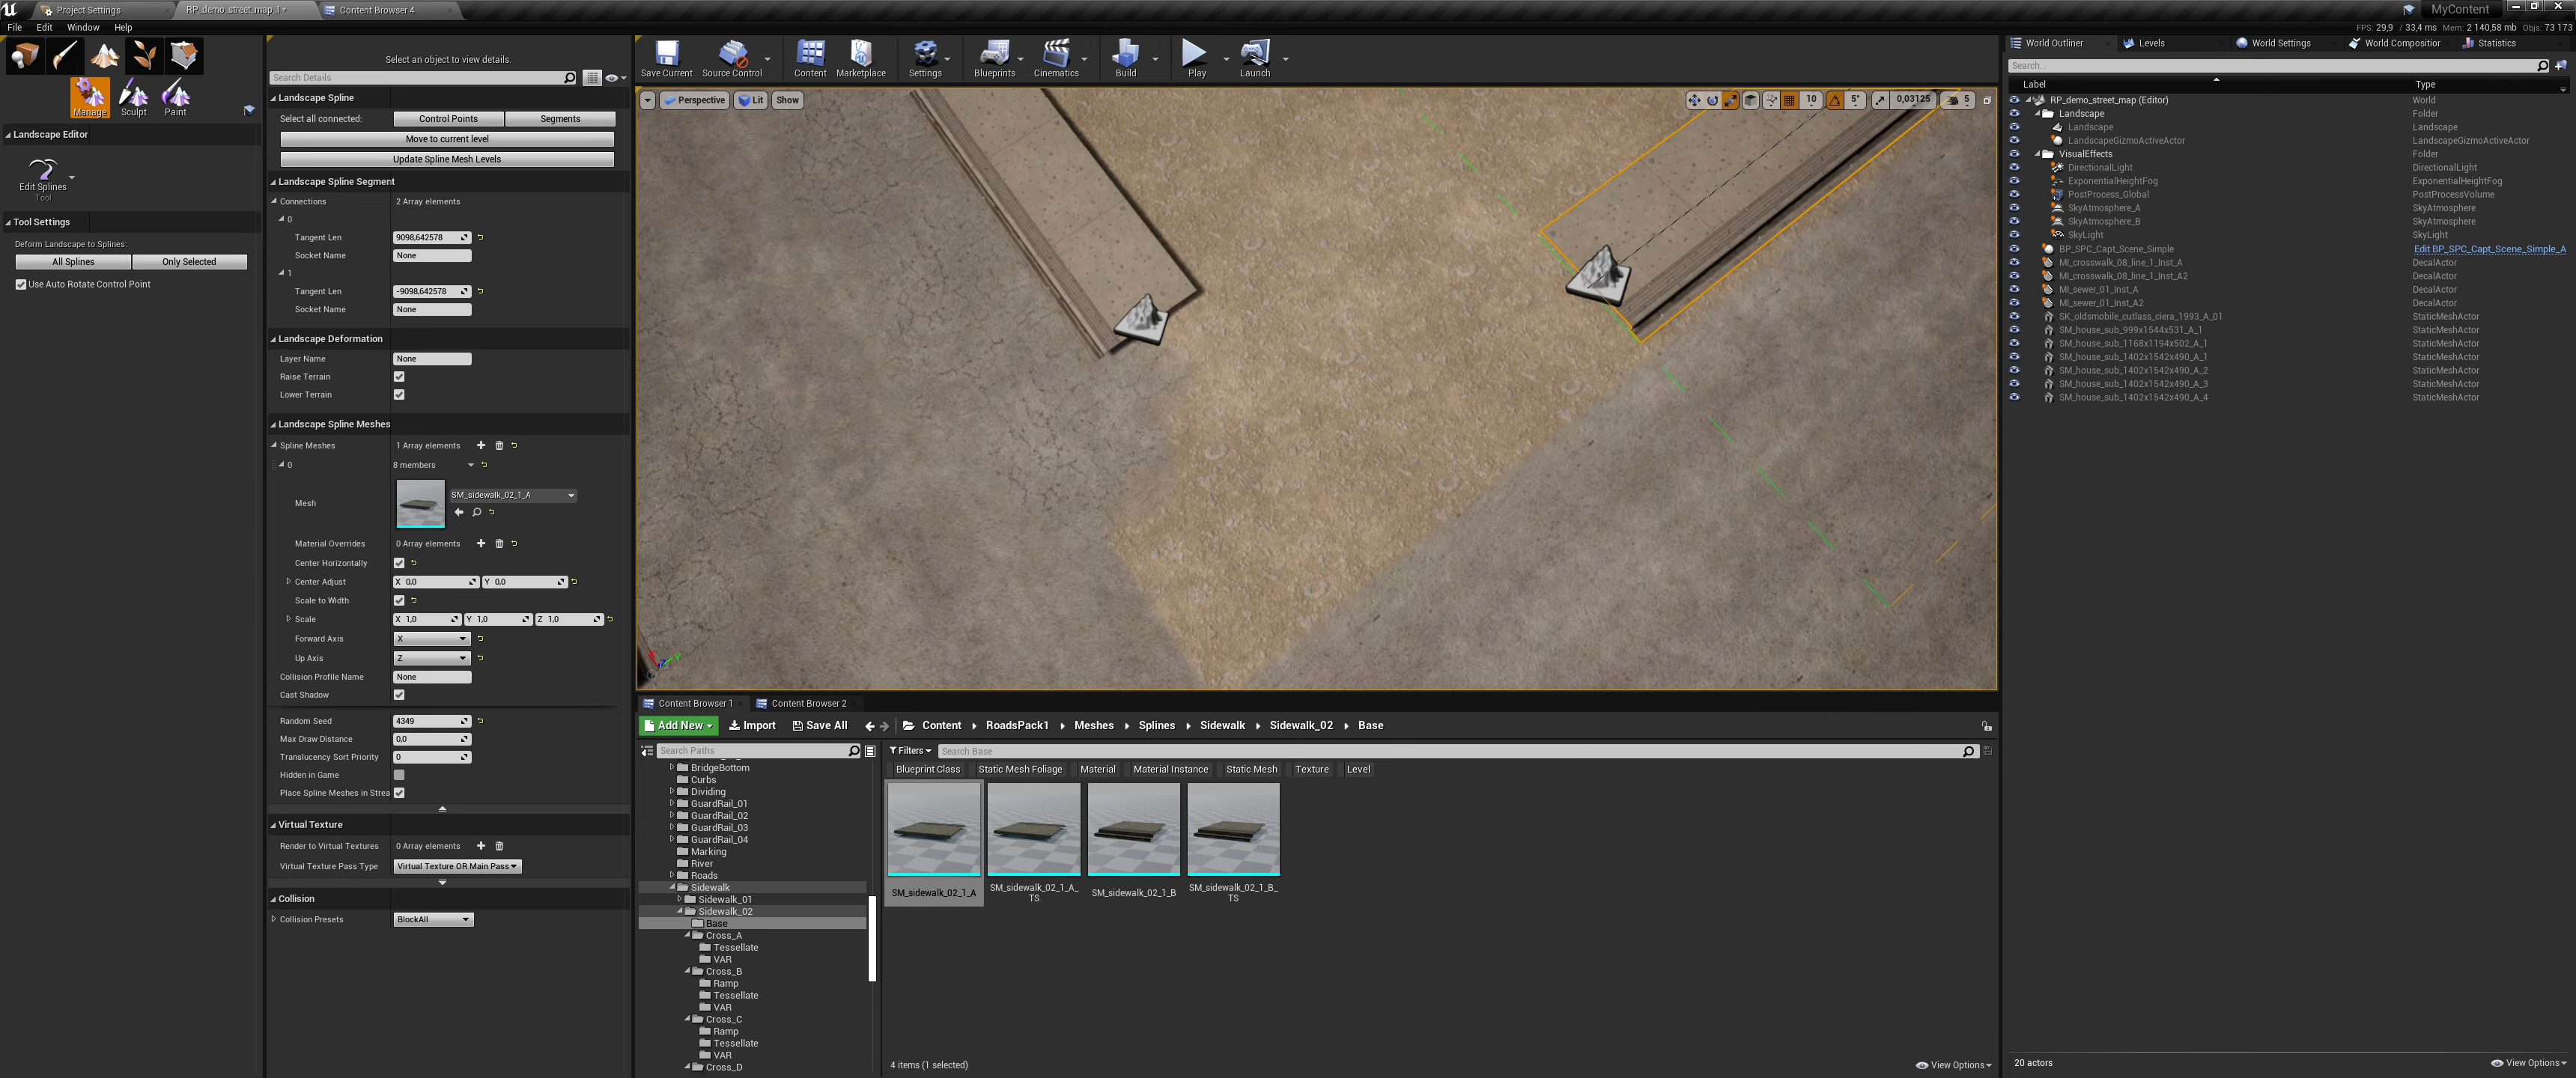 Project Settings
RP_demo_street_map_1*
Content Browser 4
MyContent
File Edit Window Help
FPS: 29,9 / 33,4 ms Mem: 2 140,58 mb Objs: 73 173
Manage Sculpt Paint
Landscape Editor
Edit Splines
Tool
Tool Settings
Deform Landscape to Splines:
All Splines Only Selected
Use Auto Rotate Control Point
Select an object to view details.
Search Details
Landscape Spline
Select all connected: Control Points Segments
Move to current level
Update Spline Mesh Levels
Landscape Spline Segment
Connections 2 Array elements
0
Tangent Len 9098,642578
Socket Name None
1
Tangent Len -9098,642578
Socket Name None
Landscape Deformation
Layer Name None
Raise Terrain
Lower Terrain
Landscape Spline Meshes
Spline Meshes 1 Array elements
0 8 members
Mesh SM_sidewalk_02_1_A
Material Overrides 0 Array elements
Center Horizontally
Center Adjust X 0,0 Y 0,0
Scale to Width
Scale X 1,0 Y 1,0 Z 1,0
Forward Axis X
Up Axis Z
Collision Profile Name None
Cast Shadow
Random Seed 4349
Max Draw Distance 0,0
Translucency Sort Priority 0
Hidden in Game
Place Spline Meshes in Strea
Virtual Texture
Render to Virtual Textures 0 Array elements
Virtual Texture Pass Type Virtual Texture OR Main Pass
Collision
Collision Presets BlockAll
Save Current Source Control Content Marketplace Settings Blueprints Cinematics Build Play Launch
Perspective Lit Show
10 5° 0,03125 5
X Y
Content Browser 1 Content Browser 2
Add New Import Save All Content RoadsPack1 Meshes Splines Sidewalk Sidewalk_02 Base
Search Paths
BridgeBottom
Curbs
Dividing
GuardRail_01
GuardRail_02
GuardRail_03
GuardRail_04
Marking
River
Roads
Sidewalk
Sidewalk_01
Sidewalk_02
Base
Cross_A
Tessellate
VAR
Cross_B
Ramp
Tessellate
VAR
Cross_C
Ramp
Tessellate
VAR
Cross_D
Filters Search Base
Blueprint Class Static Mesh Foliage Material Material Instance Static Mesh Texture Level
SM_sidewalk_02_1_A
SM_sidewalk_02_1_A_
TS
SM_sidewalk_02_1_B
SM_sidewalk_02_1_B_
TS
4 items (1 selected)
View Options
World Outliner Levels World Settings World Compositior Statistics
Search...
Label Type
RP_demo_street_map (Editor) World
Landscape Folder
Landscape Landscape
LandscapeGizmoActiveActor LandscapeGizmoActiveActor
VisualEffects Folder
DirectionalLight DirectionalLight
ExponentialHeightFog ExponentialHeightFog
PostProcess_Global PostProcessVolume
SkyAtmosphere_A SkyAtmosphere
SkyAtmosphere_B SkyAtmosphere
SkyLight SkyLight
BP_SPC_Capt_Scene_Simple Edit BP_SPC_Capt_Scene_Simple_A
MI_crosswalk_08_line_1_Inst_A DecalActor
MI_crosswalk_08_line_1_Inst_A2 DecalActor
MI_sewer_01_Inst_A DecalActor
MI_sewer_01_Inst_A2 DecalActor
SK_oldsmobile_cutlass_ciera_1993_A_01 StaticMeshActor
SM_house_sub_999x1544x531_A_1 StaticMeshActor
SM_house_sub_1168x1194x502_A_1 StaticMeshActor
SM_house_sub_1402x1542x490_A_1 StaticMeshActor
SM_house_sub_1402x1542x490_A_2 StaticMeshActor
SM_house_sub_1402x1542x490_A_3 StaticMeshActor
SM_house_sub_1402x1542x490_A_4 StaticMeshActor
20 actors
View Options